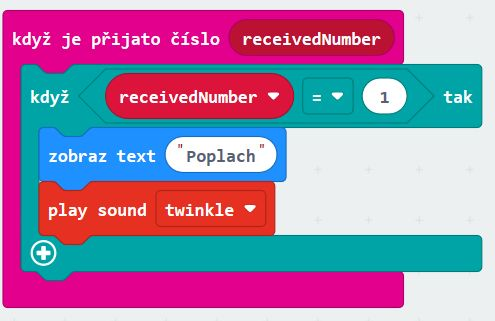 když je přijato číslo receivedNumber
když receivedNumber = 1 tak
zobraz text "Poplach"
play sound twinkle